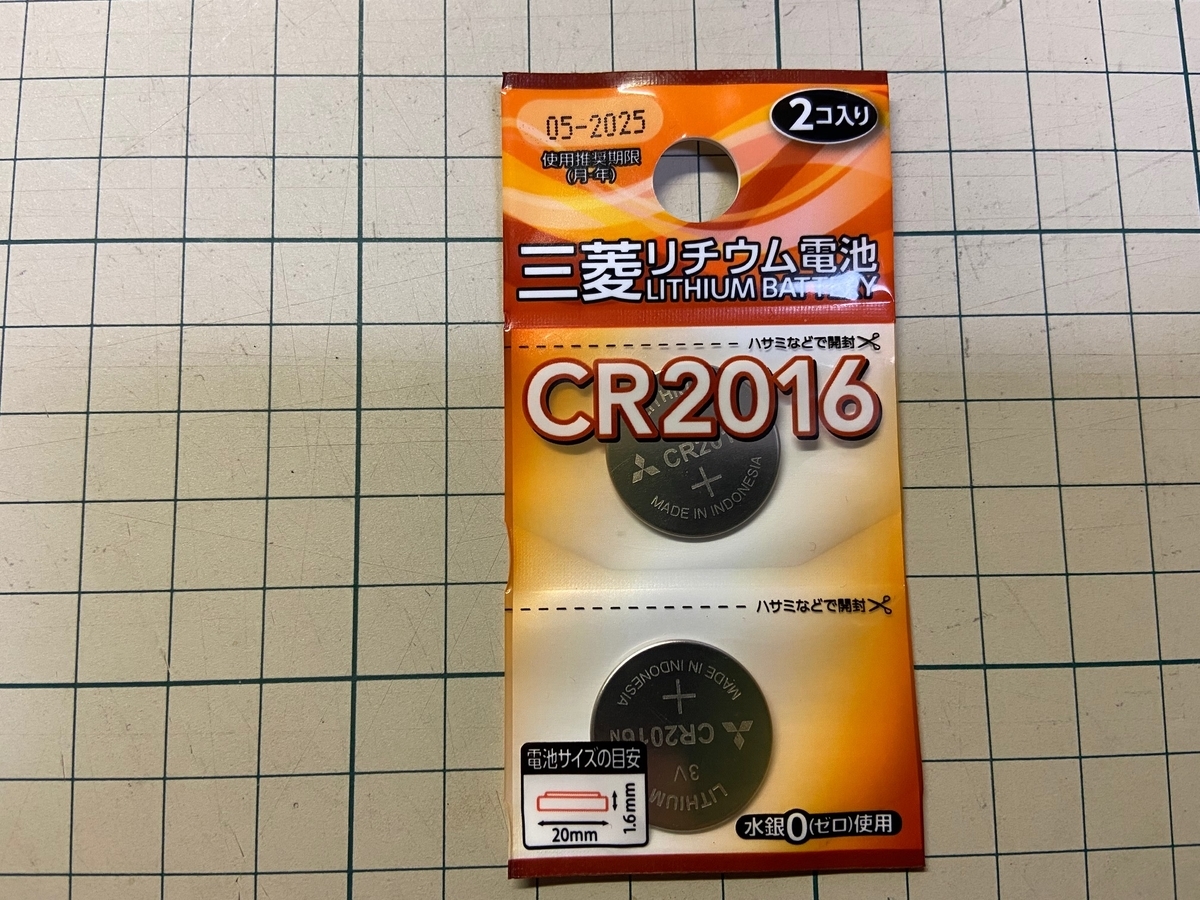 05-2025
使用推奨期限
(月-年)
2コ入り
三菱リチウム電池
LITHIUM BATTERY
ハサミなどで開封
CR2016
CR201
MADE IN INDONESIA
ハサミなどで開封
MADE IN INDONESIA
CR2016N
3V
LITHIUM
電池サイズの目安
1.6mm
20mm
水銀0(ゼロ)使用